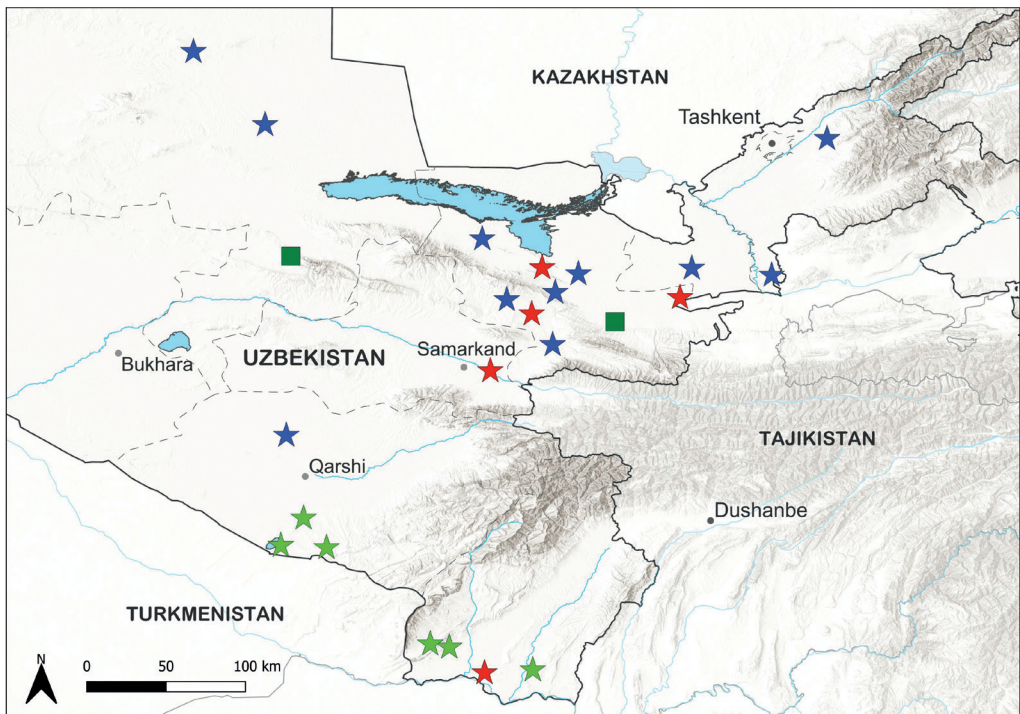 KAZAKHSTAN
Tashkent
UZBEKISTAN
Samarkand
Bukhara
TAJIKISTAN
Qarshi
Dushanbe
TURKMENISTAN
N
0 50 100 km